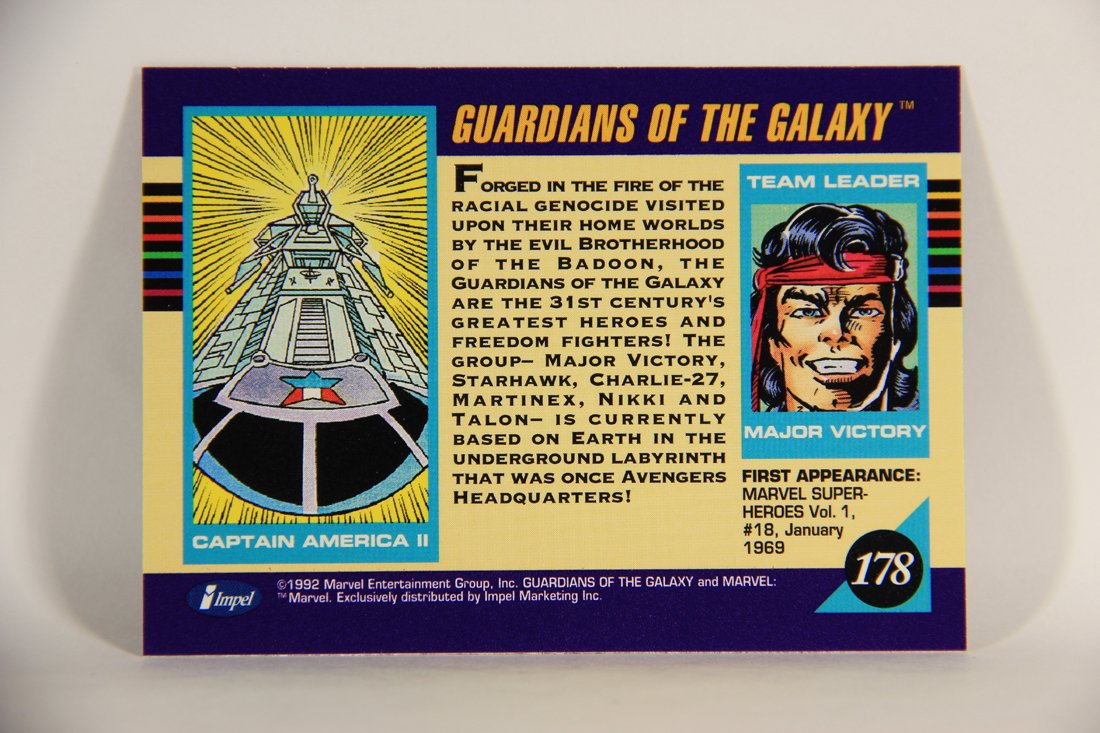 GUARDIANS OF THE GALAXY™
FORGED IN THE FIRE OF THE
RACIAL GENOCIDE VISITED
UPON THEIR HOME WORLDS
BY THE EVIL BROTHERHOOD
OF THE BADOON, THE
GUARDIANS OF THE GALAXY
ARE THE 31ST CENTURY'S
GREATEST HEROES AND
FREEDOM FIGHTERS! THE
GROUP– MAJOR VICTORY,
STARHAWK, CHARLIE-27,
MARTINEX, NIKKI AND
TALON– IS CURRENTLY
BASED ON EARTH IN THE
UNDERGROUND LABYRINTH
THAT WAS ONCE AVENGERS
HEADQUARTERS!
CAPTAIN AMERICA II
TEAM LEADER
MAJOR VICTORY
FIRST APPEARANCE:
MARVEL SUPER-
HEROES Vol. 1,
#18, January
1969
178
Impel
©1992 Marvel Entertainment Group, Inc. GUARDIANS OF THE GALAXY and MARVEL:
™Marvel. Exclusively distributed by Impel Marketing Inc.